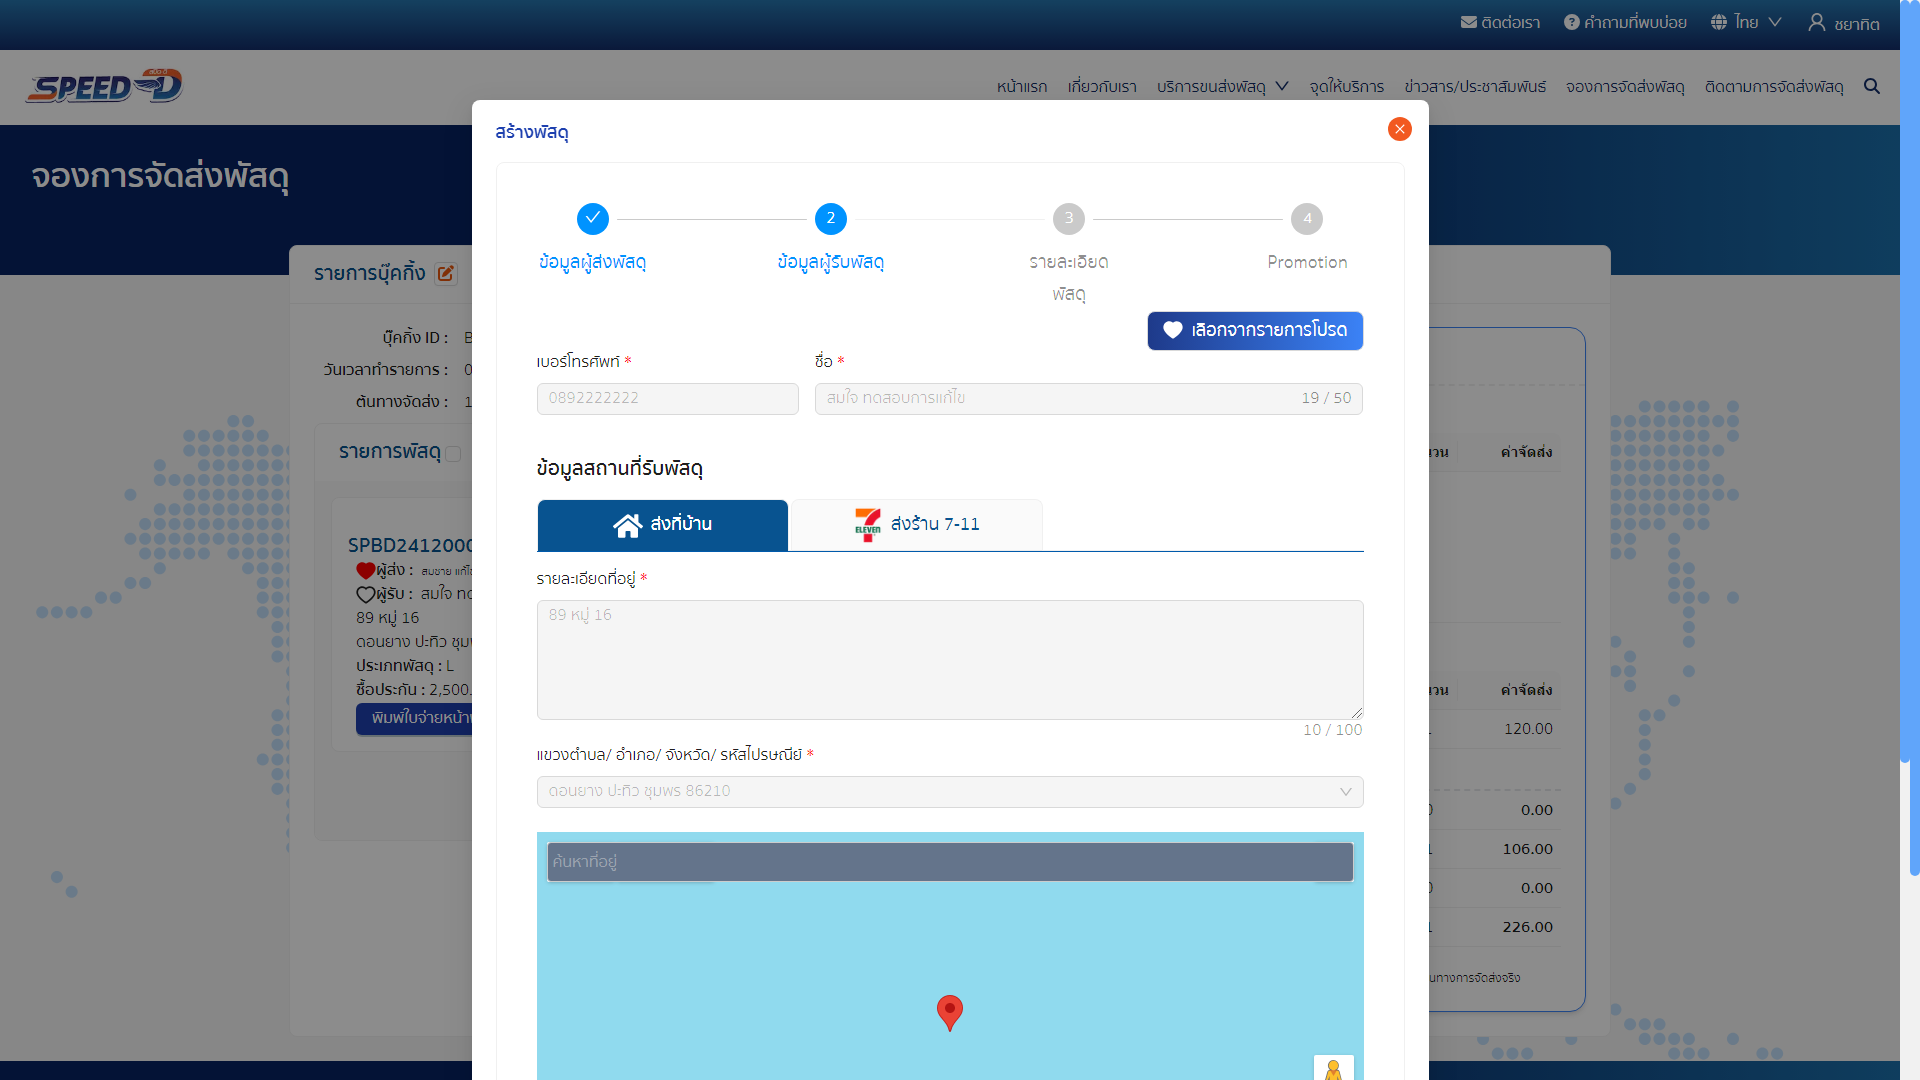 ติดต่อเรา คำถามที่พบบ่อย ไทย ชยาทิต
SPEED-D
หน้าแรก เกี่ยวกับเรา บริการขนส่งพัสดุ จุดให้บริการ ข่าวสาร/ประชาสัมพันธ์ จองการจัดส่งพัสดุ ติดตามการจัดส่งพัสดุ
จองการจัดส่งพัสดุ
สร้างพัสดุ
2 3 4
ข้อมูลผู้ส่งพัสดุ ข้อมูลผู้รับพัสดุ รายละเอียด Promotion
พัสดุ
เลือกจากรายการโปรด
เบอร์โทรศัพท์ * ชื่อ *
0892222222 สมใจ ทดสอบการแก้ไข 19 / 50
ข้อมูลสถานที่รับพัสดุ
ส่งที่บ้าน ELEVEN ส่งร้าน 7-11
รายละเอียดที่อยู่ *
89 หมู่ 16
10 / 100
แขวงตำบล/ อำเภอ/ จังหวัด/ รหัสไปรษณีย์ *
ดอนยาง ปะทิว ชุมพร 86210
ค้นหาที่อยู่
รายการบุ๊คกิ้ง
บุ๊คกิ้ง ID :
วันเวลาทำรายการ : 0
ต้นทางจัดส่ง : 1
รายการพัสดุ
SPBD2412000
ผู้ส่ง : สมชาย แก้ไ
ผู้รับ : สมใจ ทด
89 หมู่ 16
ดอนยาง ปะทิว ชุม
ประเภทพัสดุ : L
ซื้อประกัน : 2,500.
พิมพ์ใบจ่ายหน้า
ค่าจัดส่ง
ค่าจัดส่ง
120.00
0.00
106.00
0.00
226.00
นทางการจัดส่งจริง